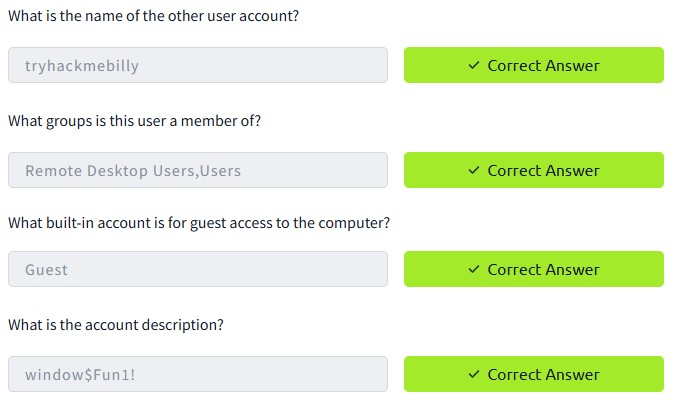 What is the name of the other user account?
tryhackmebilly
✓ Correct Answer
What groups is this user a member of?
Remote Desktop Users,Users
✓ Correct Answer
What built-in account is for guest access to the computer?
Guest
✓ Correct Answer
What is the account description?
window$Fun1!
✓ Correct Answer